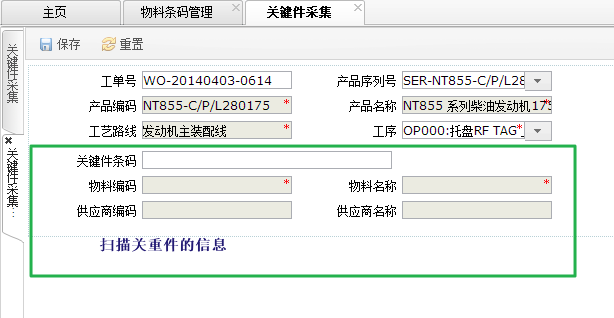 主页 物料条码管理 关键件采集
关键件采集 保存 重置
工单号 WO-20140403-0614 产品序列号 SER-NT855-C/P/L28
产品编码 NT855-C/P/L280175 * 产品名称 NT855 系列柴油发动机175 *
工艺路线 发动机主装配线 * 工序 OP000:托盘RF TAG *
关键件采集...
关键件条码
物料编码 * 物料名称 *
供应商编码 供应商名称
扫描关重件的信息